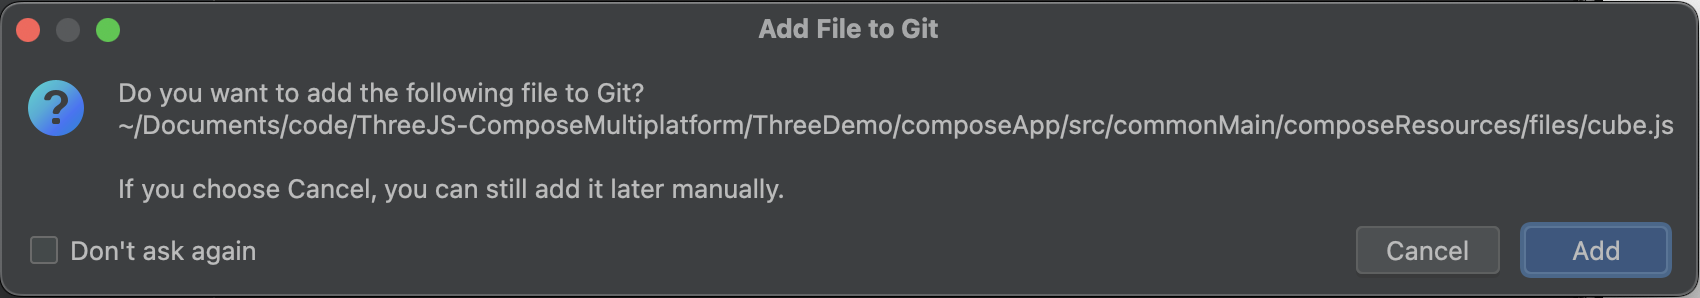 Add File to Git
Do you want to add the following file to Git?
~/Documents/code/ThreeJS-ComposeMultiplatform/ThreeDemo/composeApp/src/commonMain/composeResources/files/cube.js
If you choose Cancel, you can still add it later manually.
Don't ask again
Cancel
Add